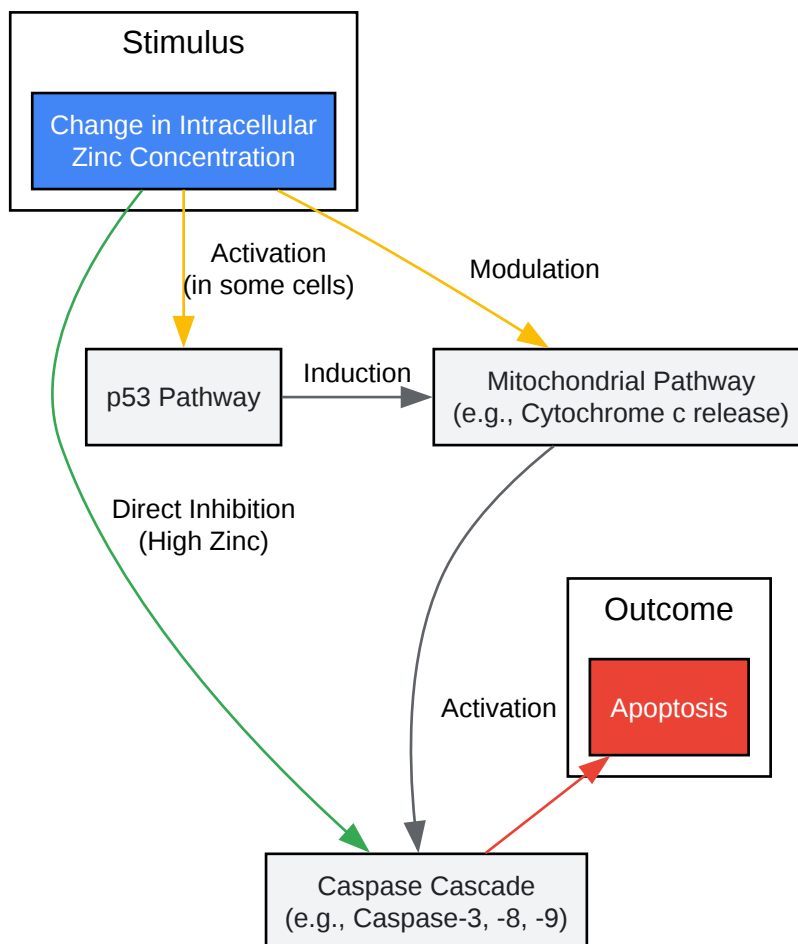 Stimulus
Change in Intracellular
Zinc Concentration
Activation
(in some cells)
Modulation
p53 Pathway
Induction
Mitochondrial Pathway
(e.g., Cytochrome c release)
Direct Inhibition
(High Zinc)
Outcome
Apoptosis
Activation
Caspase Cascade
(e.g., Caspase-3, -8, -9)